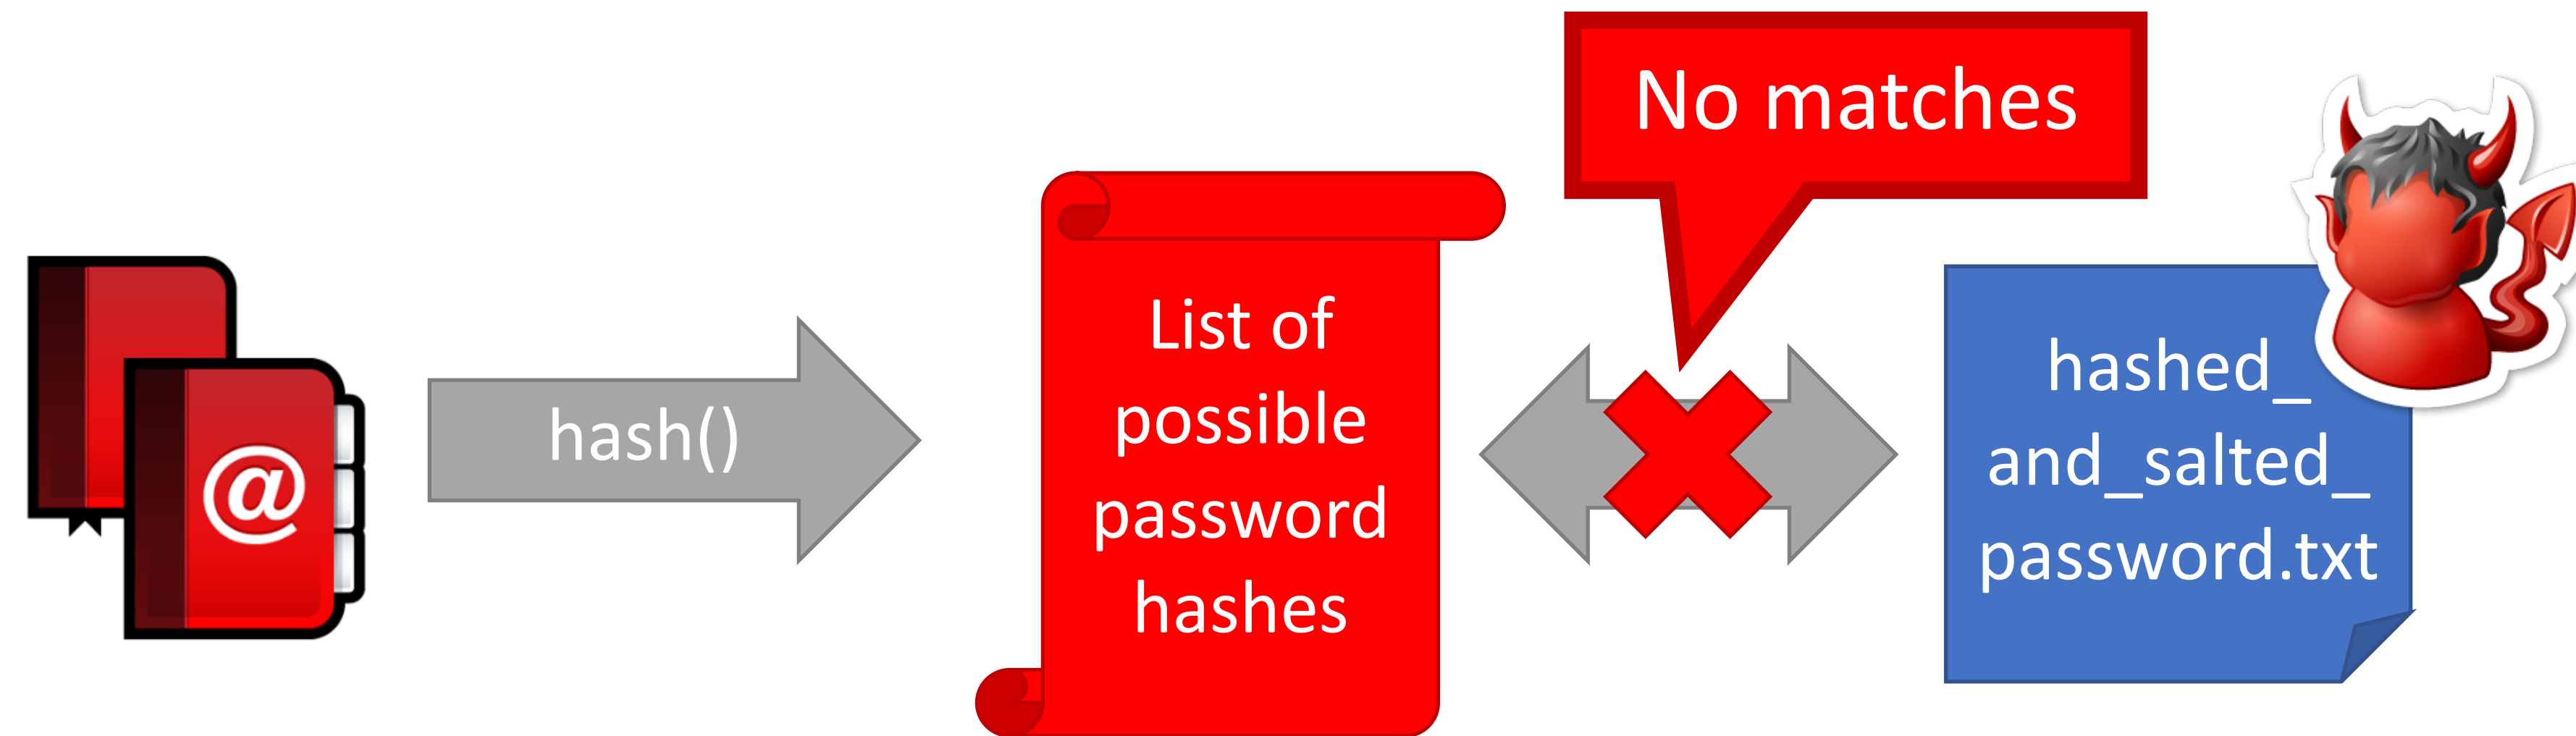 @
hash()
List of
possible
password
hashes
No matches
hashed_
and_salted_
password.txt